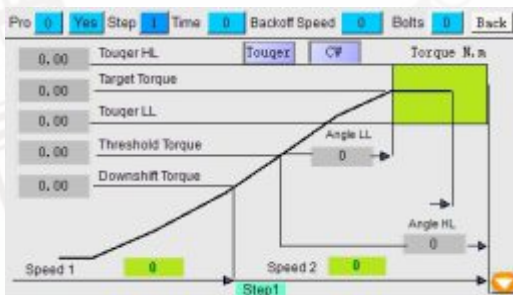 Pro 0 Yes Step 1 Time 0 Backoff Speed 0 Bolts 0 Back
0.00 Touqer HL Touqer CW Torque N.m
0.00 Target Torque
0.00 Touqer LL
Angle LL
0.00 Threshold Torque 0
0.00 Downshift Torque
Angle HL
0
Speed 1 0 Speed 2 0
Step1